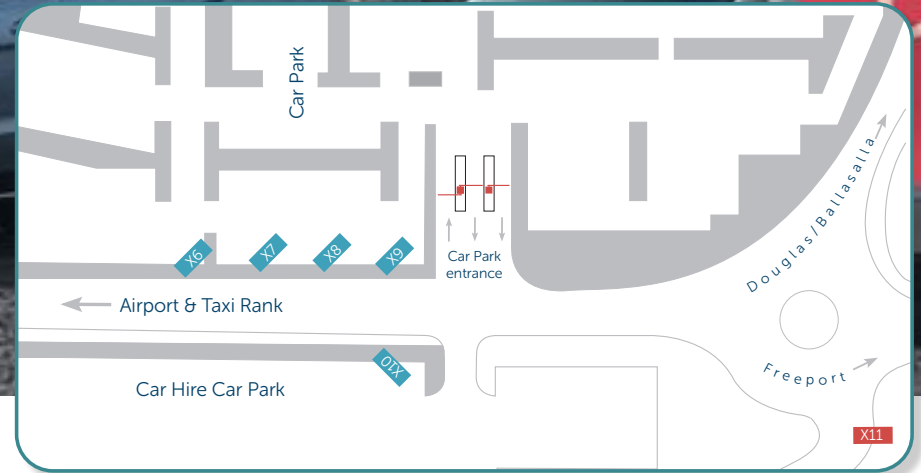 Car Park
X6
X7
X8
X9
Car Park
entrance
Douglas/Ballasalla
Airport & Taxi Rank
Freeport
X10
Car Hire Car Park
X11